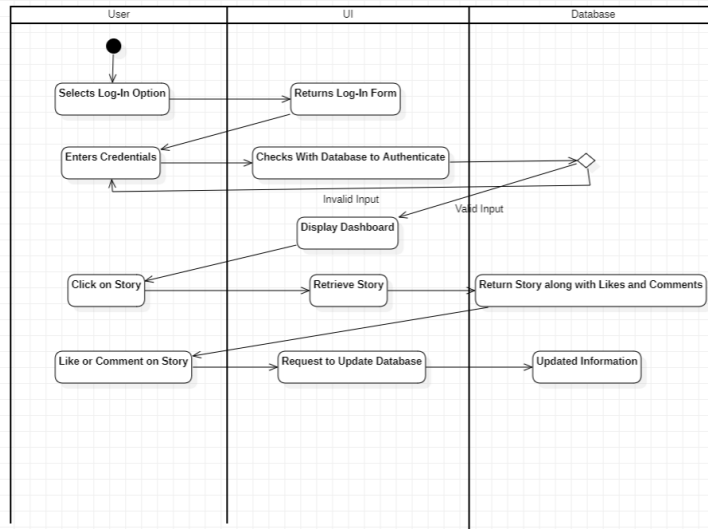 User
UI
Database
Selects Log-In Option
Returns Log-In Form
Enters Credentials
Checks With Database to Authenticate
Invalid Input
Valid Input
Display Dashboard
Click on Story
Retrieve Story
Return Story along with Likes and Comments
Like or Comment on Story
Request to Update Database
Updated Information